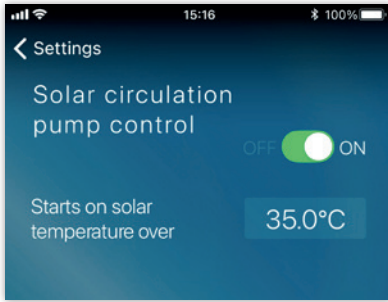 15:16 100%
Settings
Solar circulation
pump control
OFF ON
Starts on solar
temperature over
35.0°C